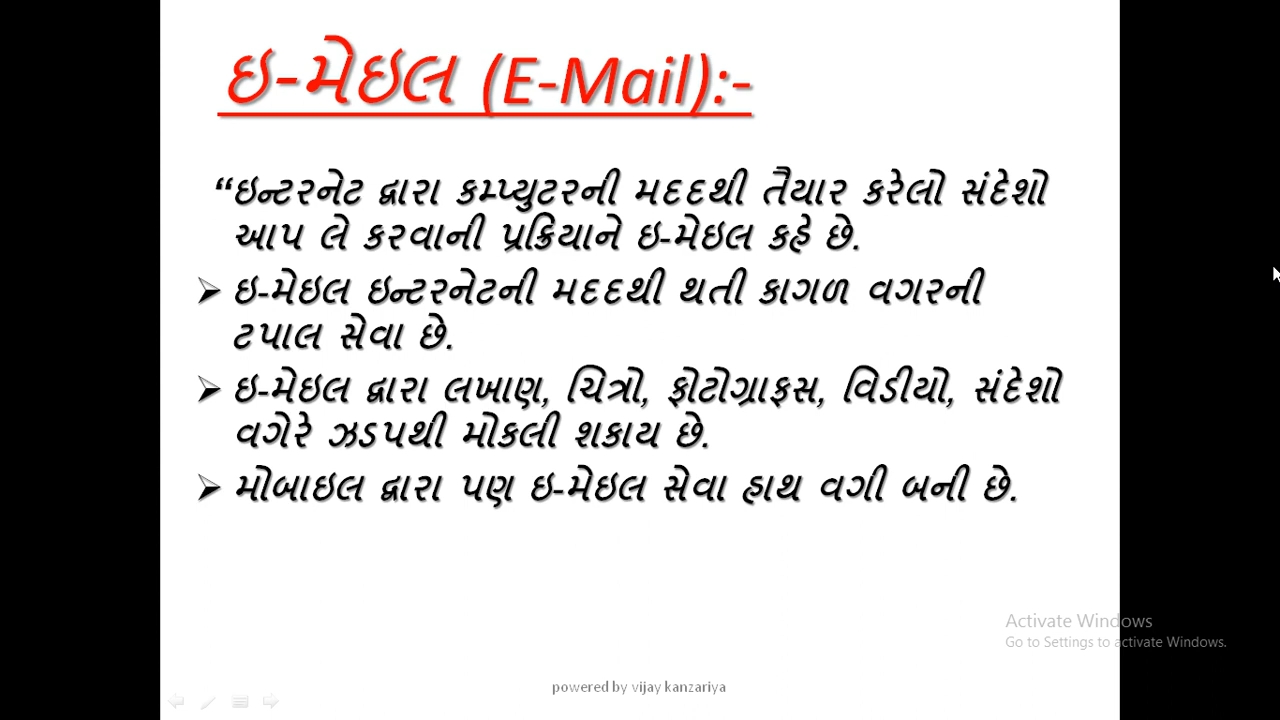 ઇ-મેઇલ (E-Mail):-
“ઇન્ટરનેટ દ્વારા કમ્પ્યુટરની મદદથી તૈયાર કરેલો સંદેશો
આપ લે કરવાની પ્રક્રિયાને ઇ-મેઇલ કહે છે.
ઇ-મેઇલ ઇન્ટરનેટની મદદથી થતી કાગળ વગરની
ટપાલ સેવા છે.
ઇ-મેઇલ દ્વારા લખાણ, ચિત્રો, ફોટોગ્રાફસ, વિડીયો, સંદેશો
વગેરે ઝડપથી મોકલી શકાય છે.
મોબાઇલ દ્વારા પણ ઇ-મેઇલ સેવા હાથ વગી બની છે.
Activate Windows
Go to Settings to activate Windows.
powered by vijay kanzariya